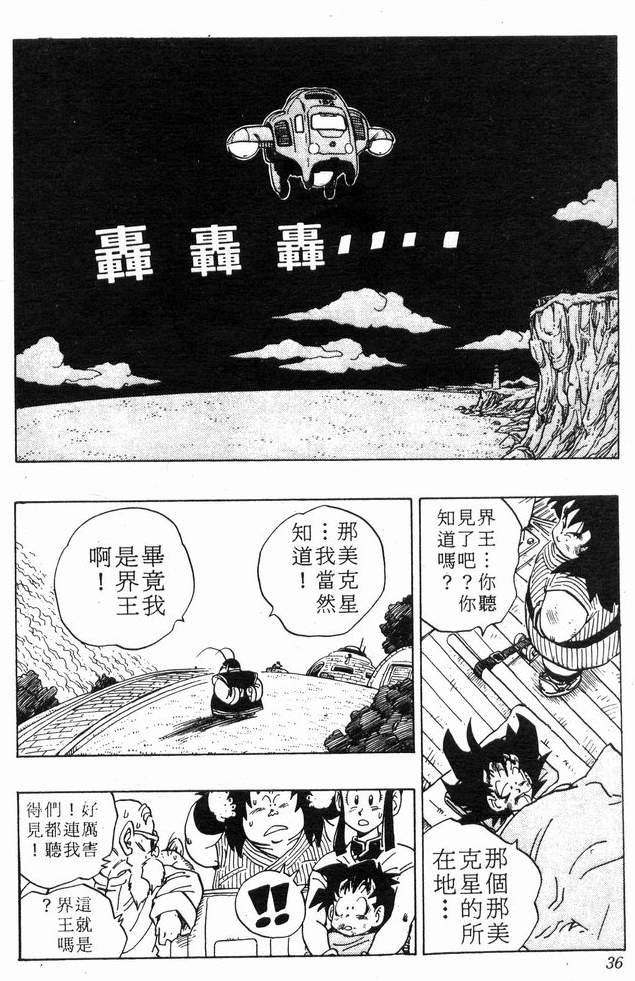 轟轟轟····
界王…你聽
見了吧？你
知道嗎？
那個那美
克星的所
在地…
那美克星
…我當然
知道！
畢竟我
是界王
啊！
!!
好厲害
！連我
們都聽
得見！
這就是
界王嗎
？
36